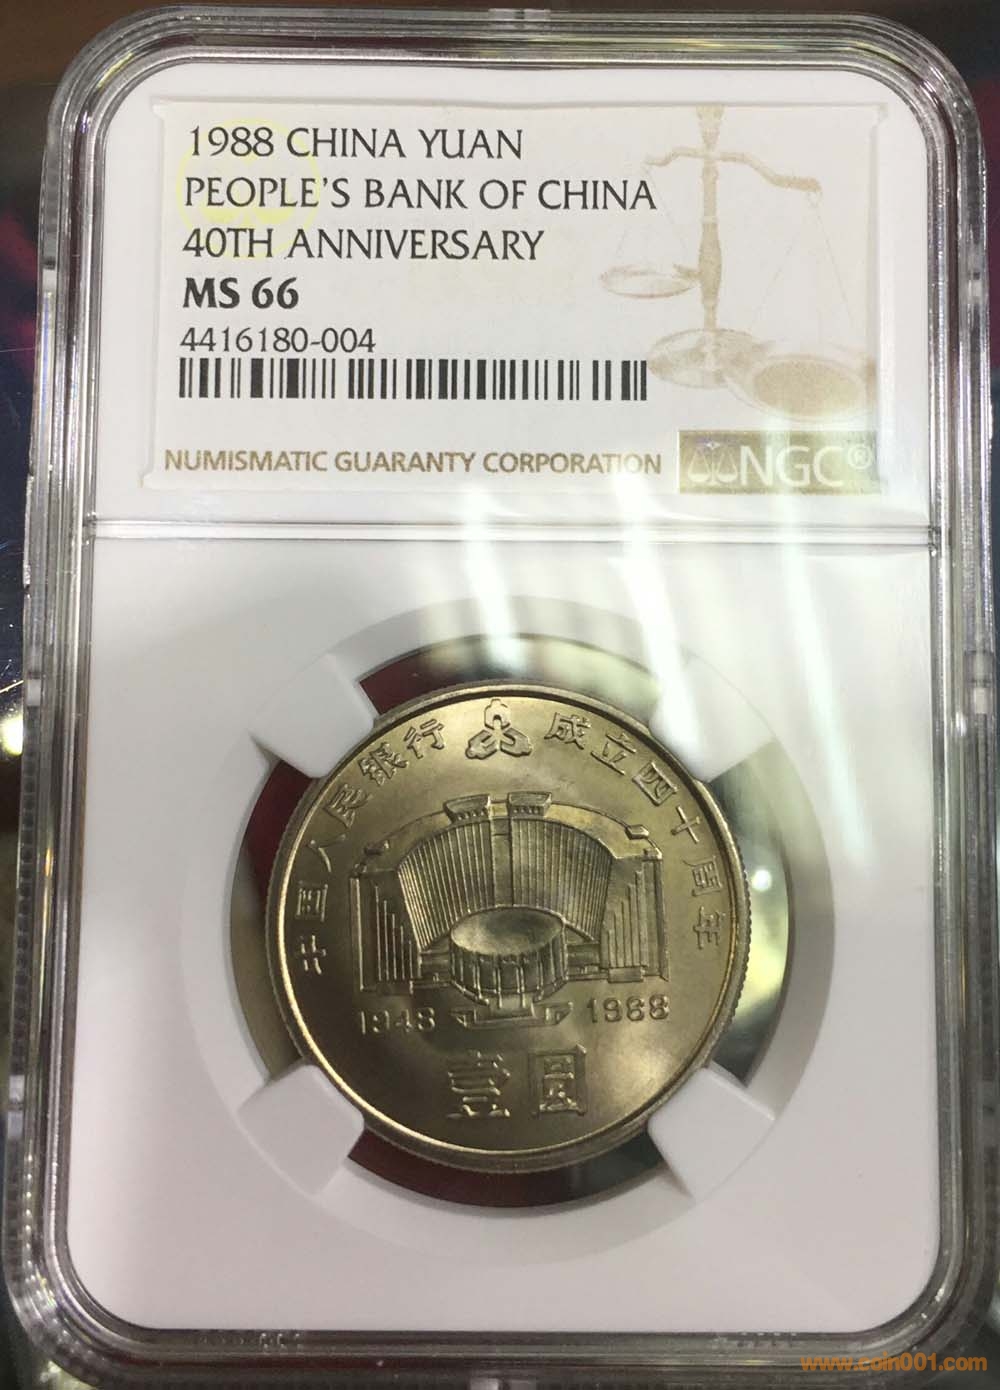 1988 CHINA YUAN
PEOPLE'S BANK OF CHINA
40TH ANNIVERSARY
MS 66
4416180-004
NUMISMATIC GUARANTY CORPORATION
NGC®
中国人民银行 成立四十周年
1948 1988
壹圆
www.coin001.com